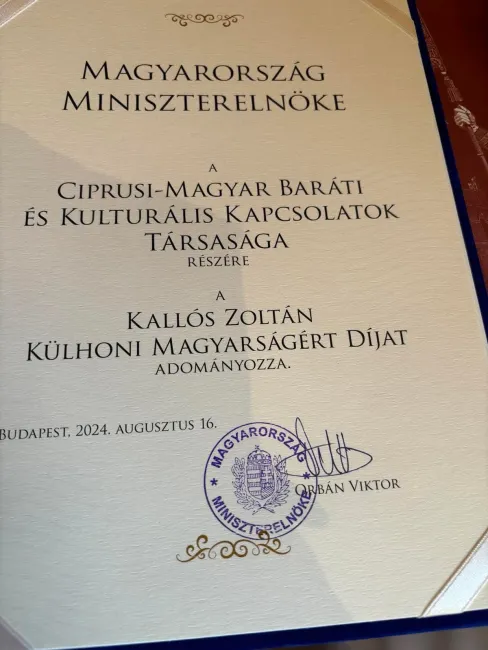 MAGYARORSZÁG
MINISZTERELNÖKE
A
CIPRUSI-MAGYAR BARÁTI
ÉS KULTURÁLIS KAPCSOLATOK
TÁRSASÁGA
RÉSZÉRE
A
KALLÓS ZOLTÁN
KÜLHONI MAGYARSÁGÉRT DÍJAT
ADOMÁNYOZZA.
BUDAPEST, 2024. AUGUSZTUS 16.
MAGYARORSZÁG
MINISZTERELNÖKE
ORBÁN VIKTOR